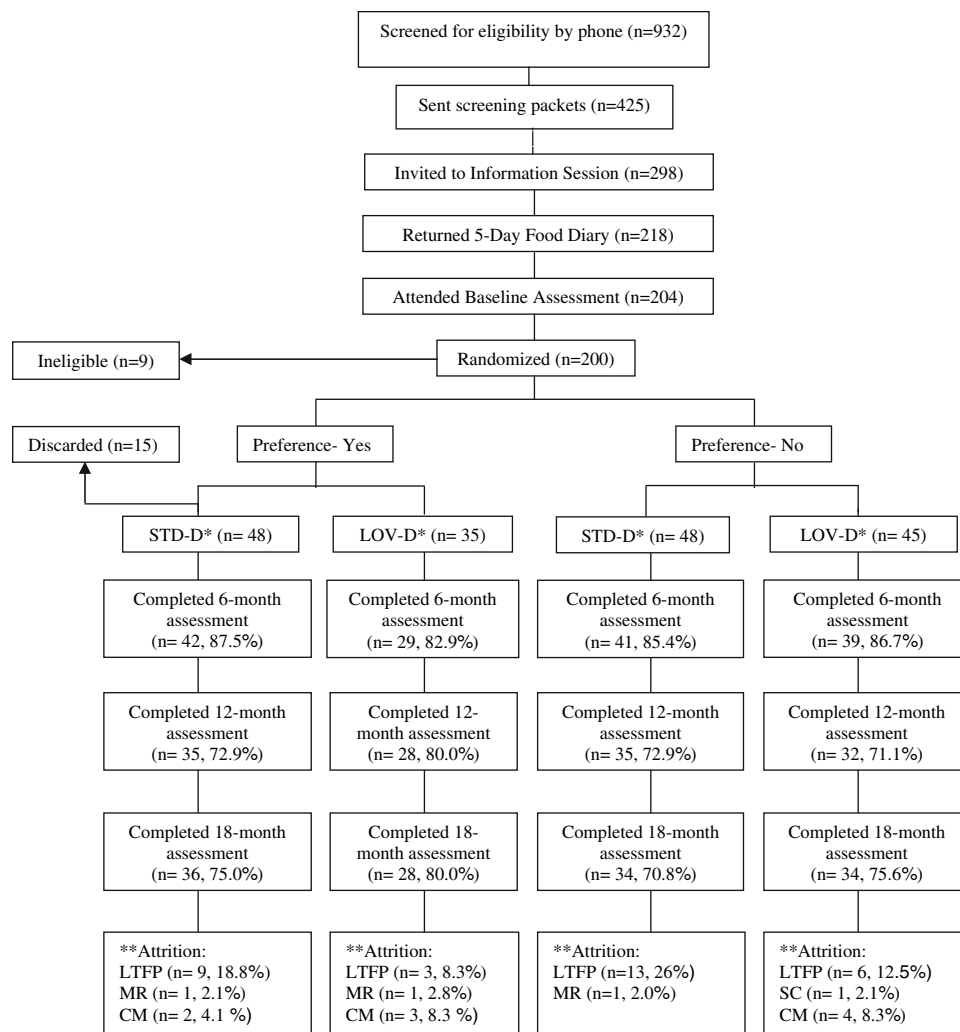 Screened for eligibility by phone (n=932)
Sent screening packets (n=425)
Invited to Information Session (n=298)
Returned 5-Day Food Diary (n=218)
Attended Baseline Assessment (n=204)
Ineligible (n=9)
Randomized (n=200)
Discarded (n=15)
Preference- Yes
Preference- No
STD-D* (n= 48)
LOV-D* (n= 35)
STD-D* (n= 48)
LOV-D* (n= 45)
Completed 6-month
assessment
(n= 42, 87.5%)
Completed 6-month
assessment
(n= 29, 82.9%)
Completed 6-month
assessment
(n= 41, 85.4%)
Completed 6-month
assessment
(n= 39, 86.7%)
Completed 12-month
assessment
(n= 35, 72.9%)
Completed 12-
month assessment
(n= 28, 80.0%)
Completed 12-month
assessment
(n= 35, 72.9%)
Completed 12-month
assessment
(n= 32, 71.1%)
Completed 18-month
assessment
(n= 36, 75.0%)
Completed 18-
month assessment
(n= 28, 80.0%)
Completed 18-month
assessment
(n= 34, 70.8%)
Completed 18-month
assessment
(n= 34, 75.6%)
**Attrition:
LTFP (n= 9, 18.8%)
MR (n= 1, 2.1%)
CM (n= 2, 4.1 %)
**Attrition:
LTFP (n= 3, 8.3%)
MR (n= 1, 2.8%)
CM (n= 3, 8.3 %)
**Attrition:
LTFP (n=13, 26%)
MR (n=1, 2.0%)
**Attrition:
LTFP (n= 6, 12.5%)
SC (n= 1, 2.1%)
CM (n= 4, 8.3%)